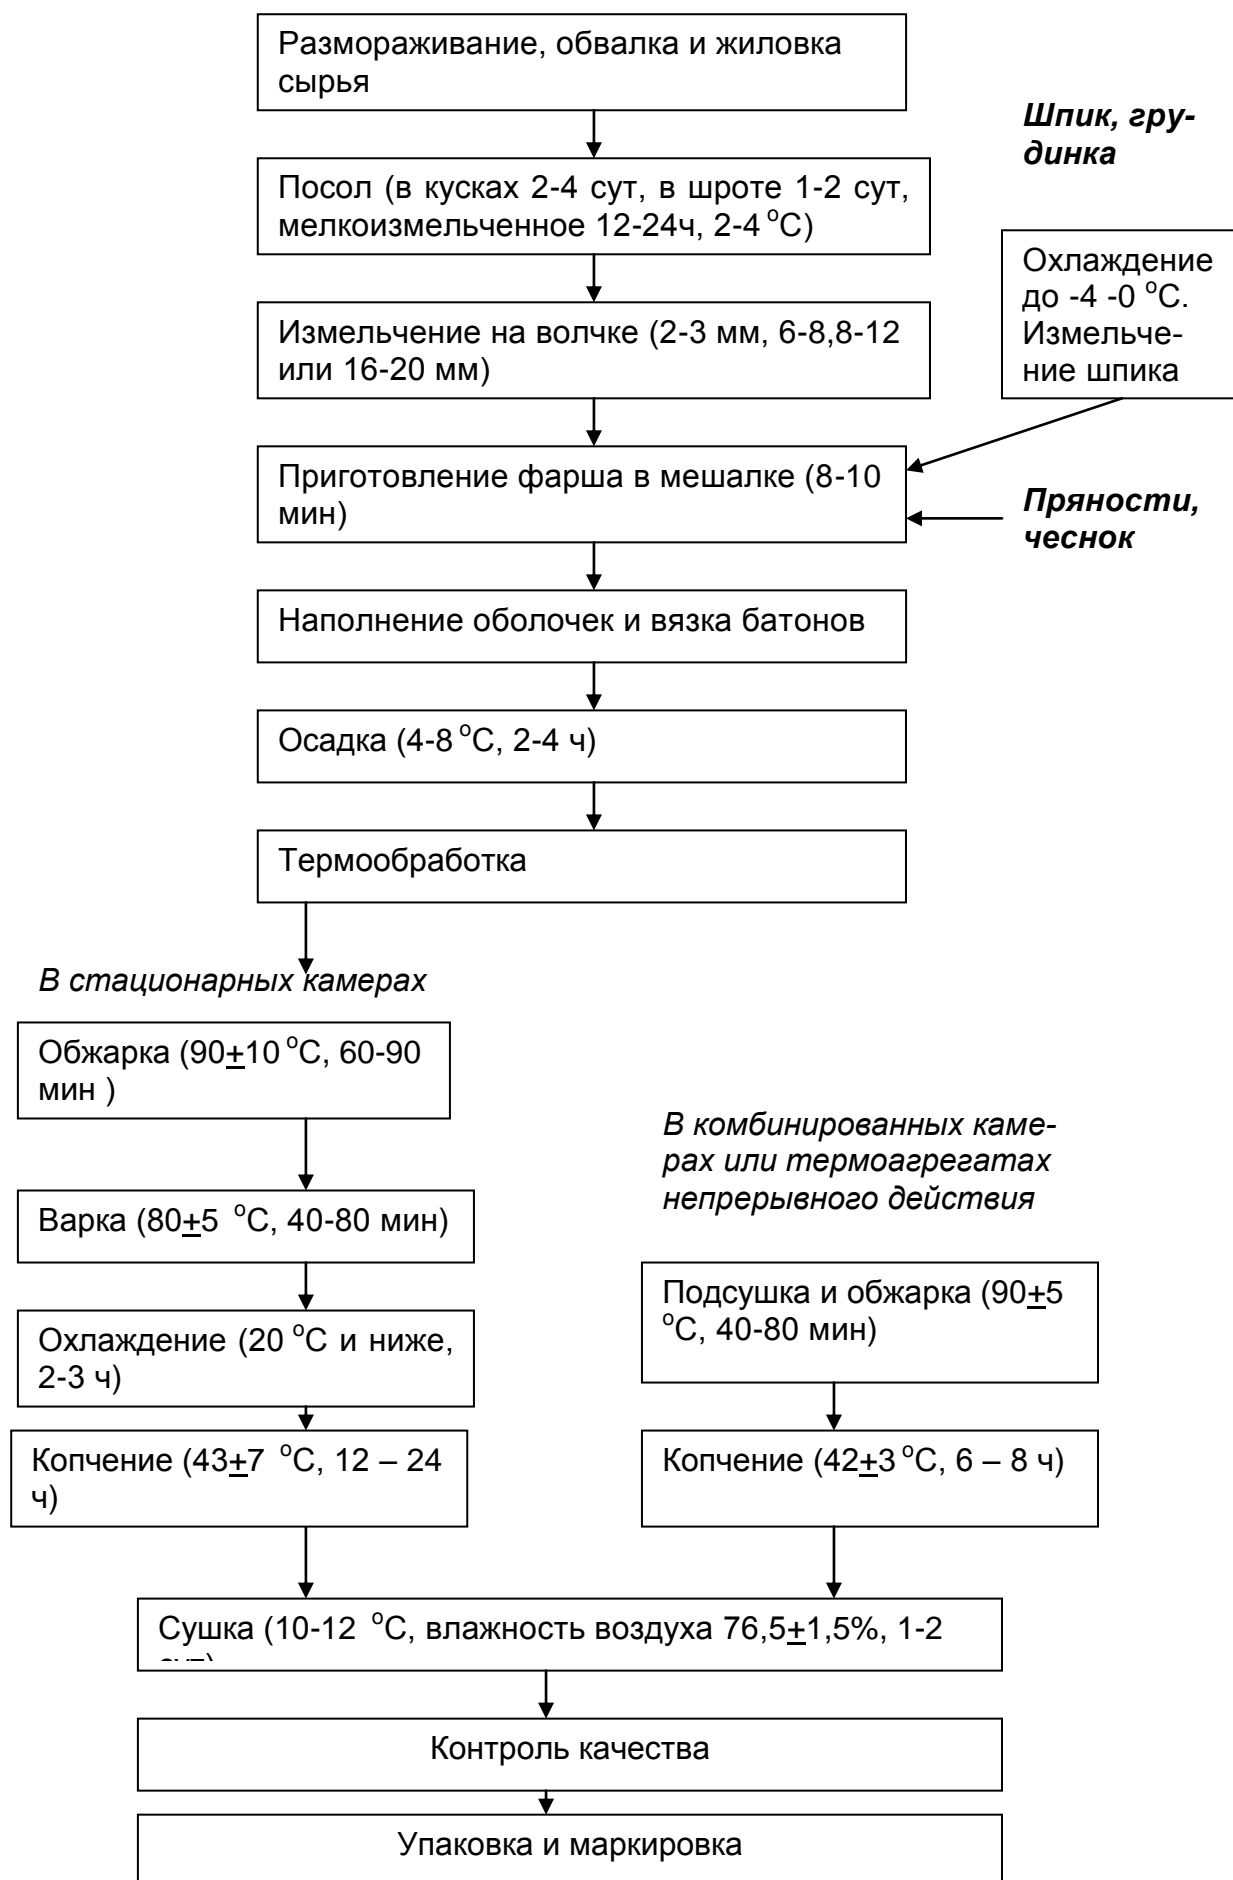 Размораживание, обвалка и жиловка
сырья
Шпик, гру-
динка
Посол (в кусках 2-4 сут, в шроте 1-2 сут,
мелкоизмельченное 12-24ч, 2-4 °С)
Охлаждение
до -4 -0 °С.
Измельче-
ние шпика
Измельчение на волчке (2-3 мм, 6-8,8-12
или 16-20 мм)
Приготовление фарша в мешалке (8-10
мин)
Пряности,
чеснок
Наполнение оболочек и вязка батонов
Осадка (4-8 °С, 2-4 ч)
Термообработка
В стационарных камерах
Обжарка (90±10 °С, 60-90
мин )
Варка (80±5 °С, 40-80 мин)
Охлаждение (20 °С и ниже,
2-3 ч)
Копчение (43±7 °С, 12 – 24
ч)
В комбинированных каме-
рах или термоагрегатах
непрерывного действия
Подсушка и обжарка (90±5
°С, 40-80 мин)
Копчение (42±3 °С, 6 – 8 ч)
Сушка (10-12 °С, влажность воздуха 76,5±1,5%, 1-2
Контроль качества
Упаковка и маркировка